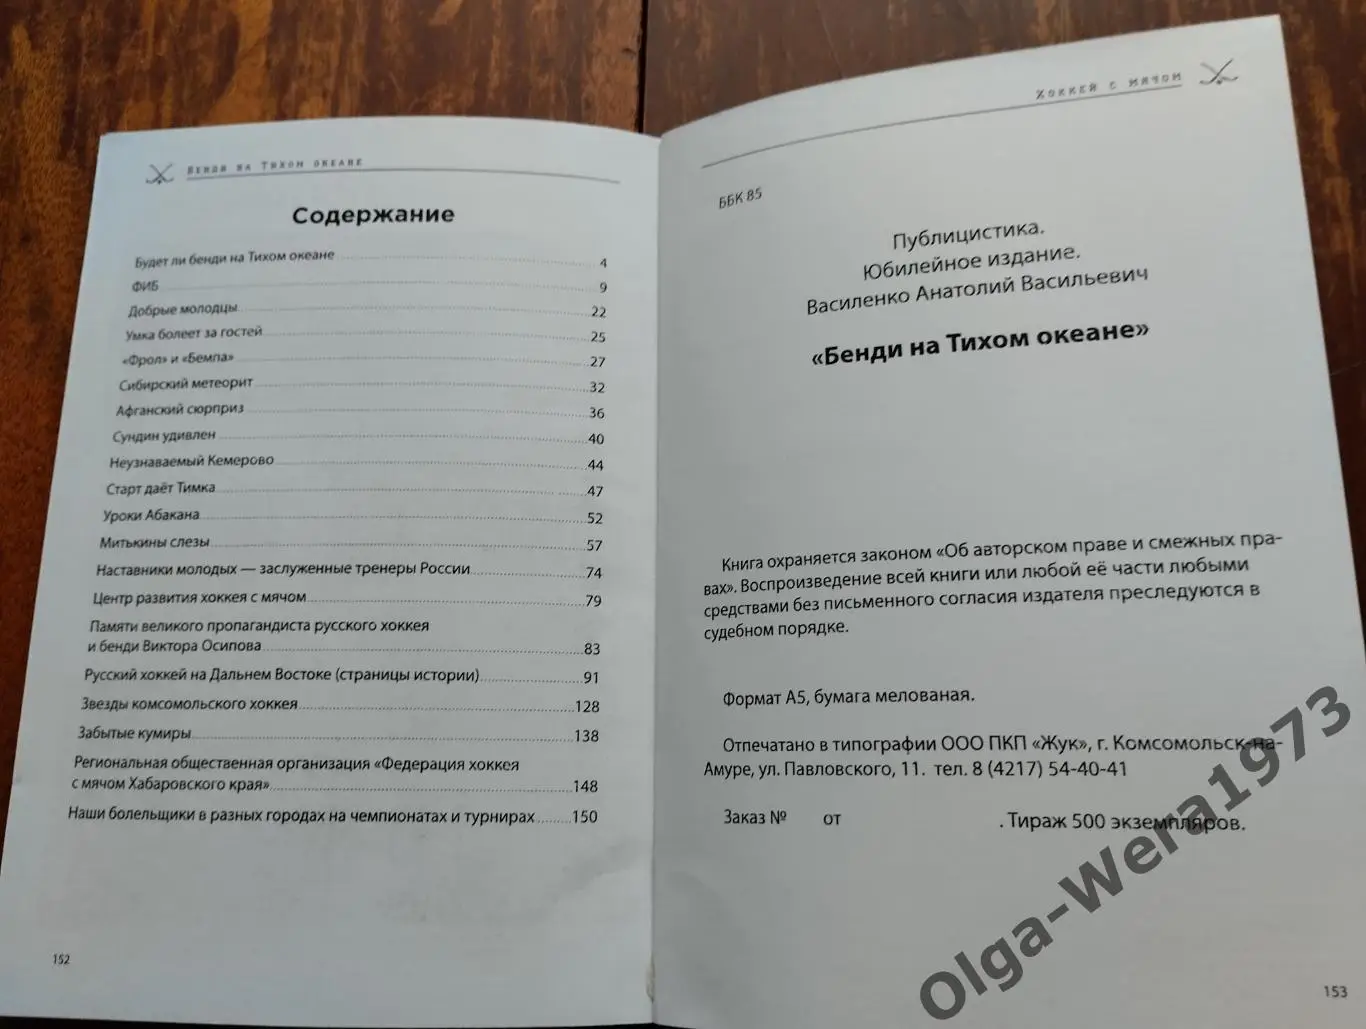 Бенди на Тихом океане
Содержание
Будет ли бенди на Тихом океане 4
ФИБ 9
Добрые молодцы 22
Умка болеет за гостей 25
«Фрол» и «Бемпа» 27
Сибирский метеорит 32
Афганский сюрприз 36
Сундин удивлен 40
Неузнаваемый Кемерово 44
Старт даёт Тимка 47
Уроки Абакана 52
Митькины слезы 57
Наставники молодых — заслуженные тренеры России 74
Центр развития хоккея с мячом 79
Памяти великого пропагандиста русского хоккея
и бенди Виктора Осипова 83
Русский хоккей на Дальнем Востоке (страницы истории) 91
Звезды комсомольского хоккея 128
Забытые кумиры 138
Региональная общественная организация «Федерация хоккея
с мячом Хабаровского края» 148
Наши болельщики в разных городах на чемпионатах и турнирах 150
152
Хоккей с мячом
ББК 85
Публицистика.
Юбилейное издание.
Василенко Анатолий Васильевич
«Бенди на Тихом океане»
Книга охраняется законом «Об авторском праве и смежных пра-
вах». Воспроизведение всей книги или любой её части любыми
средствами без письменного согласия издателя преследуются в
судебном порядке.
Формат А5, бумага мелованая.
Отпечатано в типографии ООО ПКП «Жук», г. Комсомольск-на-
Амуре, ул. Павловского, 11. тел. 8 (4217) 54-40-41
Заказ № от . Тираж 500 экземпляров.
153
Olga-Wera1973